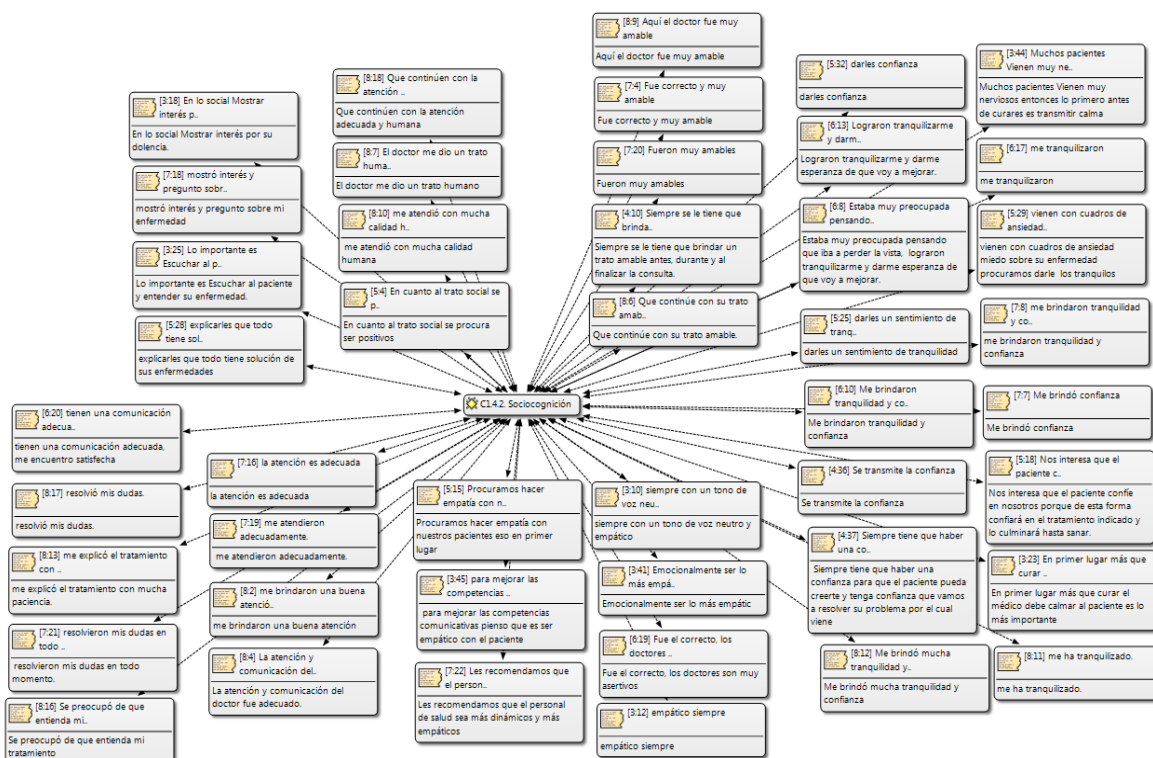 [8:9] Aquí el doctor fue muy
amable
Aquí el doctor fue muy amable
[3:44] Muchos pacientes
Vienen muy ne..
Muchos pacientes Vienen muy
nerviosos entonces lo primero antes
de curares es transmitir calma
[5:32] darles confianza
darles confianza
[8:18] Que continúen con la
atención ..
Que continúen con la atención
adecuada y humana
[7:4] Fue correcto y muy
amable
Fue correcto y muy amable
[3:18] En lo social Mostrar
interés p..
En lo social Mostrar interés por su
dolencia.
[6:13] Lograron tranquilizarme
y darm..
Lograron tranquilizarme y darme
esperanza de que voy a mejorar.
[6:17] me tranquilizaron
me tranquilizaron
[8:7] El doctor me dio un trato
huma..
El doctor me dio un trato humano
[7:20] Fueron muy amables
Fueron muy amables
[7:18] mostró interés y
pregunto sobr..
mostró interés y pregunto sobre mi
enfermedad
[8:10] me atendió con mucha
calidad h..
me atendió con mucha calidad
humana
[4:10] Siempre se le tiene que
brinda..
Siempre se le tiene que brindar un
trato amable antes, durante y al
finalizar la consulta.
[6:8] Estaba muy preocupada
pensando..
Estaba muy preocupada pensando
que iba a perder la vista, lograron
tranquilizarme y darme esperanza de
que voy a mejorar.
[5:29] vienen con cuadros de
ansiedad..
vienen con cuadros de ansiedad
miedo sobre su enfermedad
procuramos darle los tranquilos
[3:25] Lo importante es
Escuchar al p..
Lo importante es Escuchar al paciente
y entender su enfermedad.
[5:4] En cuanto al trato social se
p..
En cuanto al trato social se procura
ser positivos
[8:6] Que continúe con su trato
amab..
Que continúe con su trato amable.
[5:28] explicarles que todo
tiene sol..
explicarles que todo tiene solución de
sus enfermedades
[5:25] darles un sentimiento de
tranq..
darles un sentimiento de tranquilidad
[7:8] me brindaron tranquilidad
y co..
me brindaron tranquilidad y
confianza
C1.4.2. Sociocognición
[6:10] Me brindaron
tranquilidad y co..
Me brindaron tranquilidad y
confianza
[7:7] Me brindó confianza
Me brindó confianza
[6:20] tienen una comunicación
adecua..
tienen una comunicación adecuada,
me encuentro satisfecha
[7:16] la atención es adecuada
la atención es adecuada
[5:15] Procuramos hacer
empatía con n..
Procuramos hacer empatía con
nuestros pacientes eso en primer
lugar
[3:10] siempre con un tono de
voz neu..
siempre con un tono de voz neutro y
empático
[4:36] Se transmite la confianza
Se transmite la confianza
[5:18] Nos interesa que el
paciente c..
Nos interesa que el paciente confíe
en nosotros porque de esta forma
confiará en el tratamiento indicado y
lo culminará hasta sanar.
[8:17] resolvió mis dudas.
resolvió mis dudas.
[7:19] me atendieron
adecuadamente.
me atendieron adecuadamente.
[4:37] Siempre tiene que haber
una co..
Siempre tiene que haber una
confianza para que el paciente pueda
creerte y tenga confianza que vamos
a resolver su problema por el cual
viene
[8:13] me explicó el tratamiento
con ..
me explicó el tratamiento con mucha
paciencia.
[3:45] para mejorar las
competencias ..
para mejorar las competencias
comunicativas pienso que es ser
empático con el paciente
[3:41] Emocionalmente ser lo
más empá..
Emocionalmente ser lo más empátic
[3:23] En primer lugar más que
curar ..
En primer lugar más que curar el
médico debe calmar al paciente es lo
más importante
[8:2] me brindaron una buena
atenció..
me brindaron una buena atención
[7:21] resolvieron mis dudas en
todo ..
resolvieron mis dudas en todo
momento.
[6:19] Fue el correcto, los
doctores ..
Fue el correcto, los doctores son muy
asertivos
[8:12] Me brindó mucha
tranquilidad y..
Me brindó mucha tranquilidad y
confianza
[8:11] me ha tranquilizado.
me ha tranquilizado.
[8:4] La atención y
comunicación del..
La atención y comunicación del
doctor fue adecuado.
[7:22] Les recomendamos que
el person..
Les recomendamos que el personal
de salud sea más dinámicos y más
empáticos
[8:16] Se preocupó de que
entienda mi..
Se preocupó de que entienda mi
tratamiento
[3:12] empático siempre
empático siempre